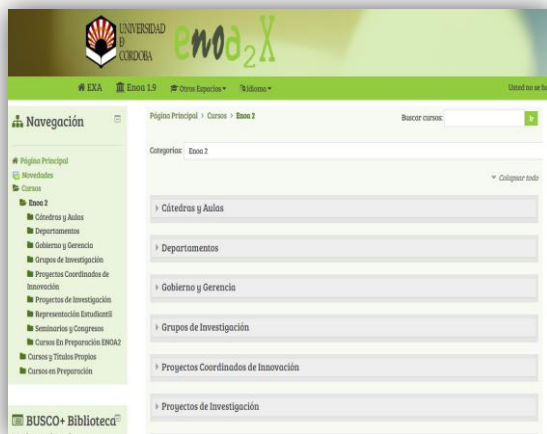 UNIVERSIDAD
Ð
CÓRDOBA
enoa2X
EXA Enoa 1.9 Otros Espacios Idioma Usted no se
Navegación
Página Principal
Novedades
Cursos
Enoa 2
Cátedras y Aulas
Departamentos
Gobierno y Gerencia
Grupos de Investigación
Proyectos Coordinados de
Innovación
Proyectos de Investigación
Representación Estudiantil
Seminarios y Congresos
Cursos En Preparación ENOA2
Cursos y Títulos Propios
Cursos en Preparación
BUSCO+ Biblioteca
Página Principal > Cursos > Enoa 2
Buscar cursos: Ir
Categorías: Enoa 2
Colapsar todo
Cátedras y Aulas
Departamentos
Gobierno y Gerencia
Grupos de Investigación
Proyectos Coordinados de Innovación
Proyectos de Investigación